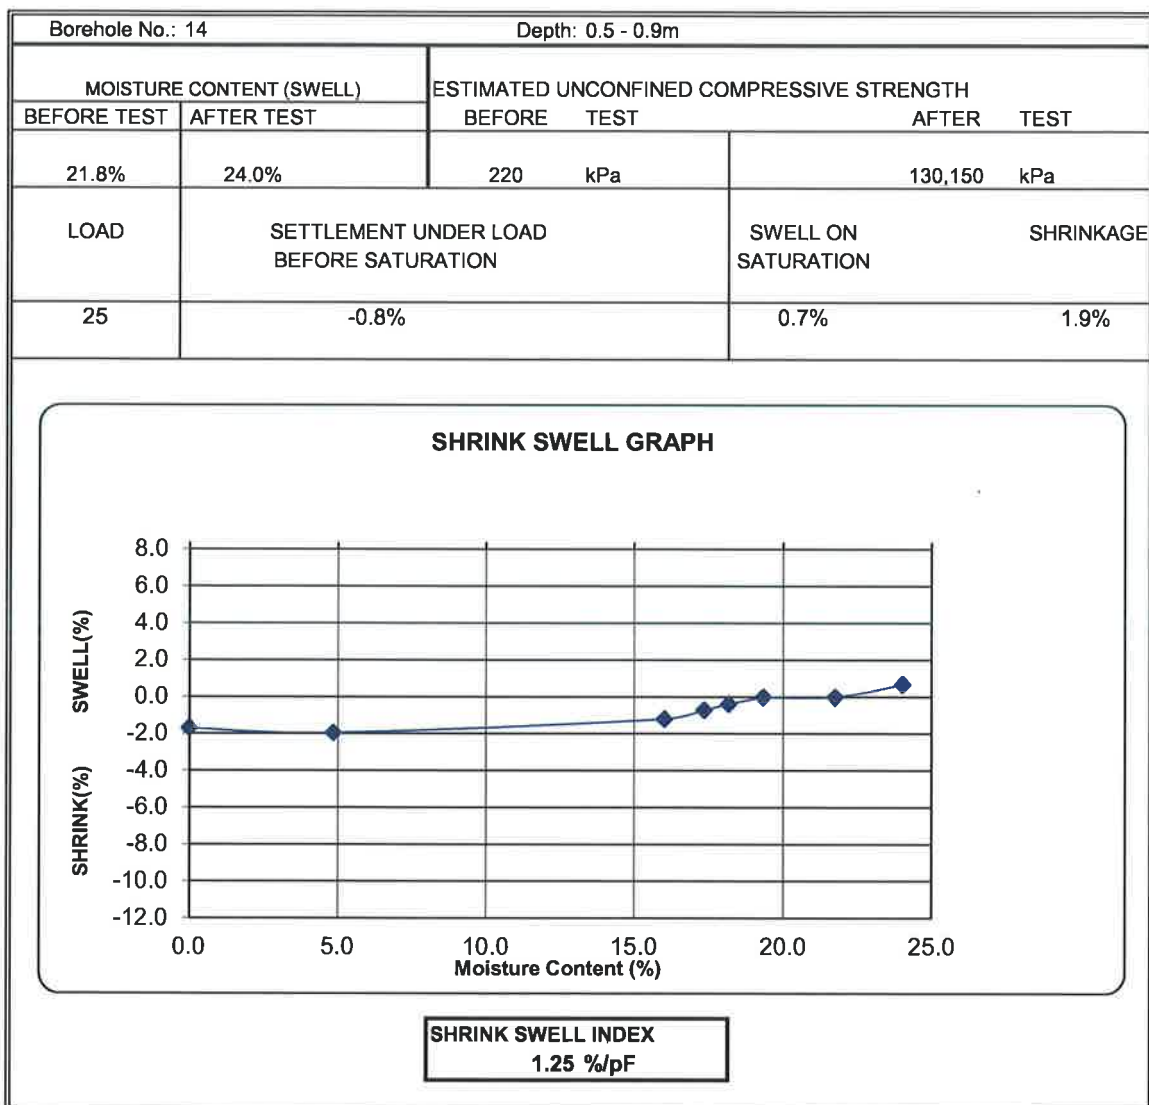 Borehole No.: 14 Depth: 0.5 - 0.9m
MOISTURE CONTENT (SWELL) ESTIMATED UNCONFINED COMPRESSIVE STRENGTH
BEFORE TEST AFTER TEST BEFORE TEST AFTER TEST
21.8% 24.0% 220 kPa 130,150 kPa
LOAD SETTLEMENT UNDER LOAD SWELL ON SHRINKAGE
BEFORE SATURATION SATURATION
25 -0.8% 0.7% 1.9%
SHRINK SWELL GRAPH
8.0
6.0
4.0
2.0
0.0
-2.0
-4.0
-6.0
-8.0
-10.0
-12.0
SWELL(%)
SHRINK(%)
0.0 5.0 10.0 15.0 20.0 25.0
Moisture Content (%)
SHRINK SWELL INDEX
1.25 %/pF